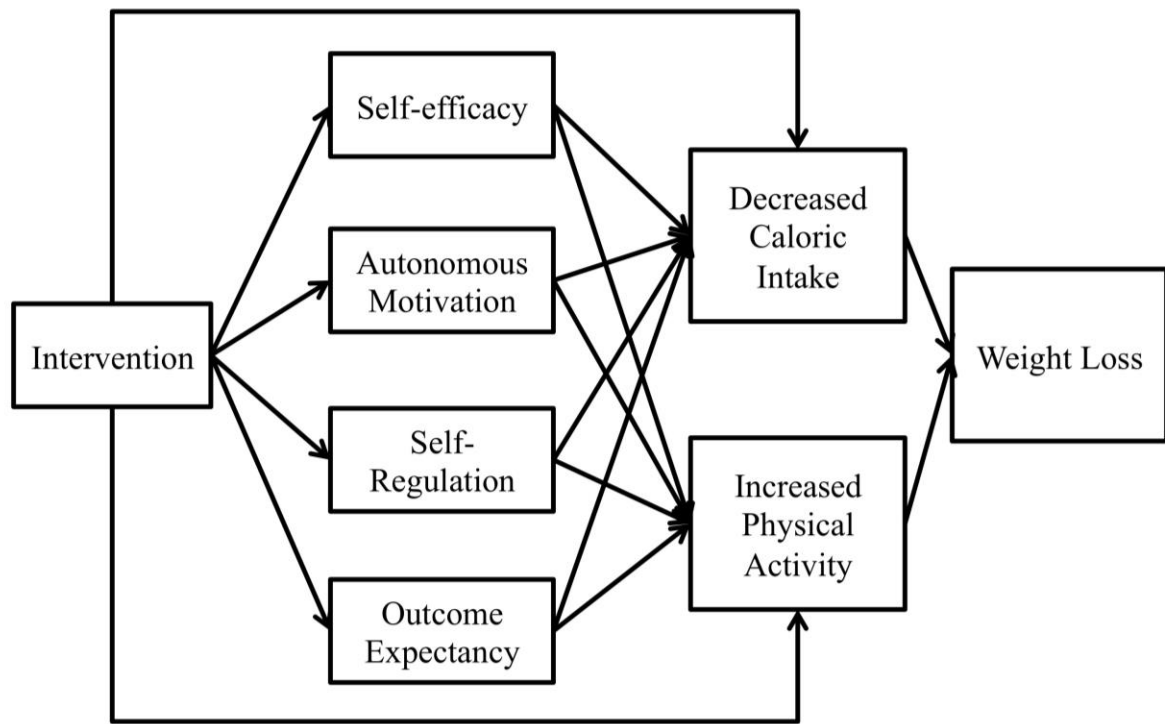 Self-efficacy
Autonomous
Motivation
Intervention
Self-
Regulation
Outcome
Expectancy
Decreased
Caloric
Intake
Increased
Physical
Activity
Weight Loss